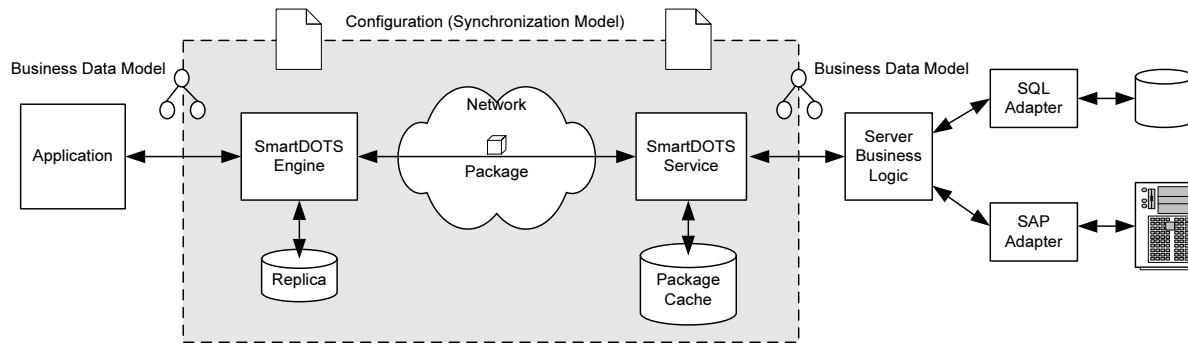 Configuration (Synchronization Model)
Business Data Model
Business Data Model
Application
SmartDOTS
Engine
Network
Package
SmartDOTS
Service
Server
Business
Logic
SQL
Adapter
SAP
Adapter
Replica
Package
Cache